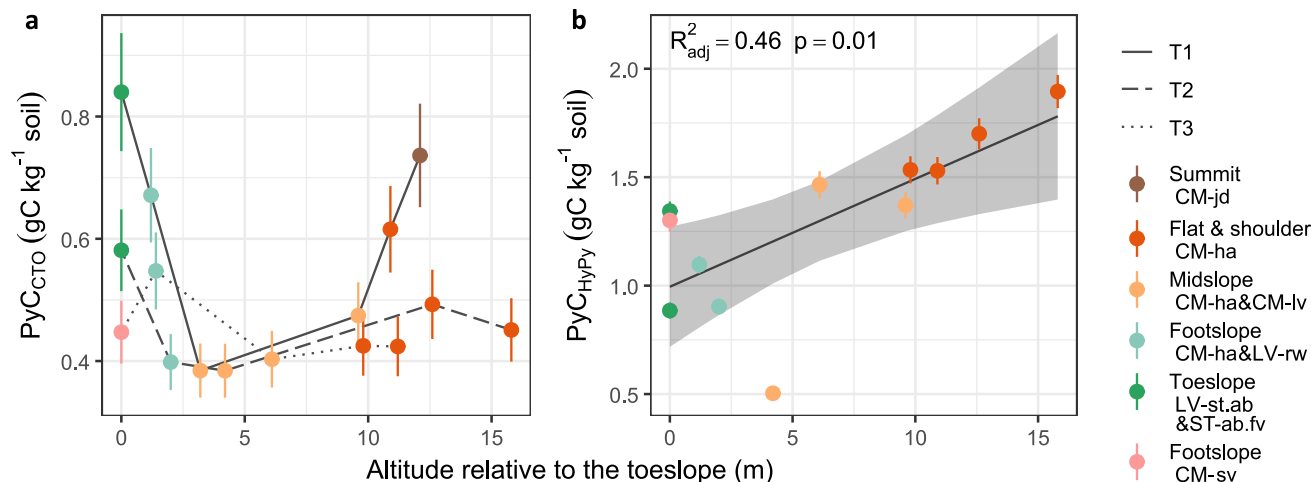 a
PyC_CTO (gC kg⁻¹ soil)
0.8
0.6
0.4
0
5
10
15
b
R²_adj = 0.46 p = 0.01
PyC_HyPy (gC kg⁻¹ soil)
2.0
1.5
1.0
0.5
0
5
10
15
Altitude relative to the toeslope (m)
T1
T2
T3
Summit
CM-jd
Flat & shoulder
CM-ha
Midslope
CM-ha&CM-lv
Footslope
CM-ha&LV-rw
Toeslope
LV-st.ab
&ST-ab.fv
Footslope
CM-sv